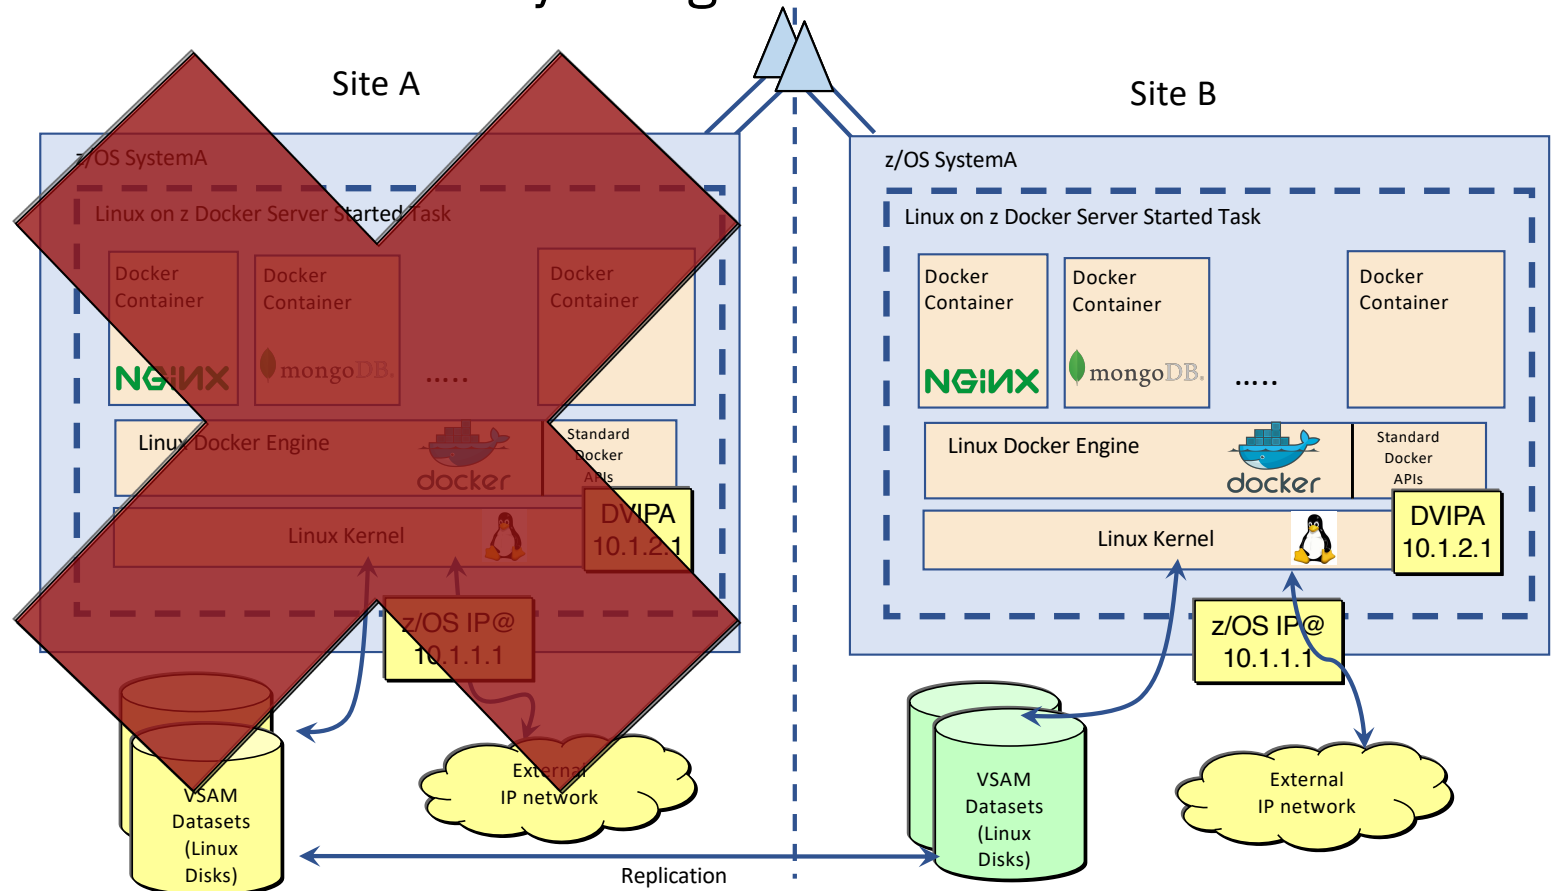 Site A
z/OS SystemA
Linux on z Docker Server Started Task
Docker
Container
NGiNX
Docker
Container
mongoDB.
.....
Docker
Container
Linux Docker Engine
docker
Standard
Docker
APIs
Linux Kernel
DVIPA
10.1.2.1
z/OS IP@
10.1.1.1
VSAM
Datasets
(Linux
Disks)
External
IP network
Replication
Site B
z/OS SystemA
Linux on z Docker Server Started Task
Docker
Container
NGiNX
Docker
Container
mongoDB.
.....
Docker
Container
Linux Docker Engine
docker
Standard
Docker
APIs
Linux Kernel
DVIPA
10.1.2.1
z/OS IP@
10.1.1.1
VSAM
Datasets
(Linux
Disks)
External
IP network